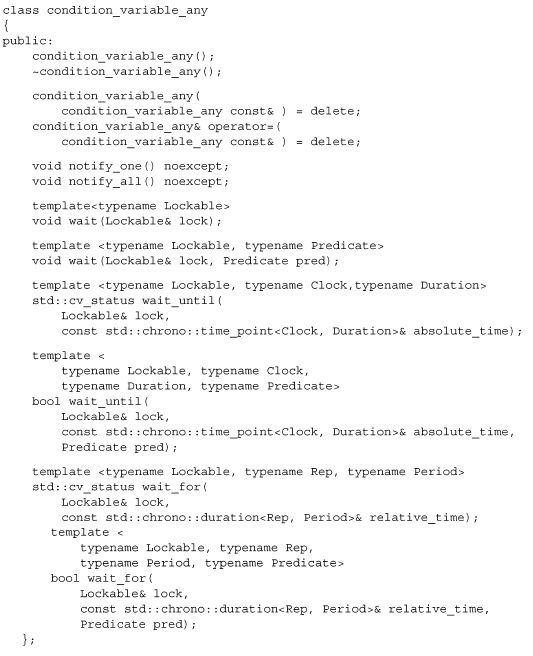 class condition_variable_any
{
public:
condition_variable_any();
~condition_variable_any();
condition_variable_any(
condition_variable_any const& ) = delete;
condition_variable_any& operator=(
condition_variable_any const& ) = delete;
void notify_one() noexcept;
void notify_all() noexcept;
template<typename Lockable>
void wait(Lockable& lock);
template <typename Lockable, typename Predicate>
void wait(Lockable& lock, Predicate pred);
template <typename Lockable, typename Clock,typename Duration>
std::cv_status wait_until(
Lockable& lock,
const std::chrono::time_point<Clock, Duration>& absolute_time);
template <
typename Lockable, typename Clock,
typename Duration, typename Predicate>
bool wait_until(
Lockable& lock,
const std::chrono::time_point<Clock, Duration>& absolute_time,
Predicate pred);
template <typename Lockable, typename Rep, typename Period>
std::cv_status wait_for(
Lockable& lock,
const std::chrono::duration<Rep, Period>& relative_time);
template <
typename Lockable, typename Rep,
typename Period, typename Predicate>
bool wait_for(
Lockable& lock,
const std::chrono::duration<Rep, Period>& relative_time,
Predicate pred);
};